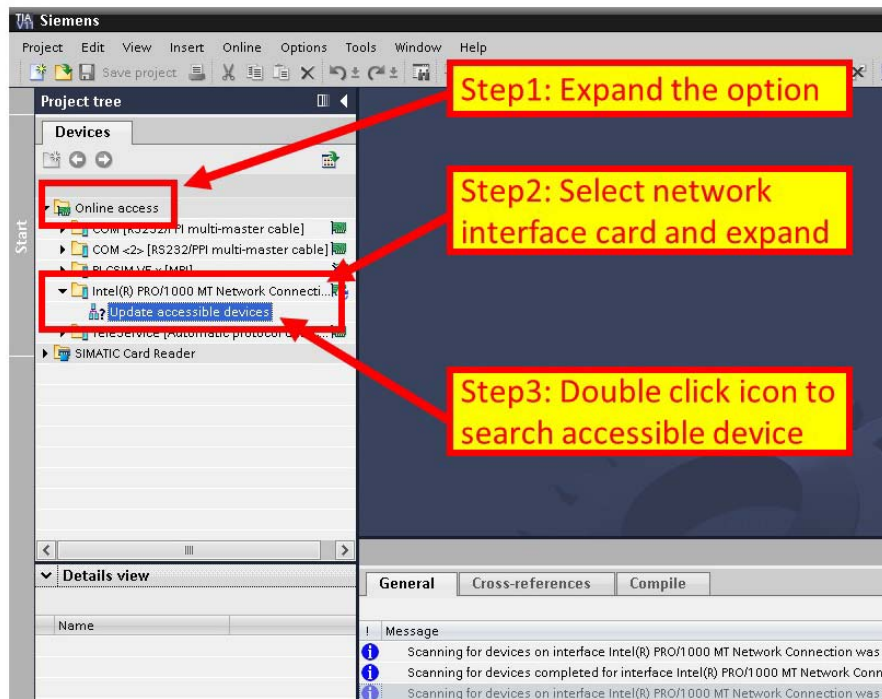 Siemens
Project Edit View Insert Online Options Tools Window Help
Save project
Step1: Expand the option
Project tree
Devices
Start
Online access
Step2: Select network
interface card and expand
COM [RS232/PPI multi-master cable]
COM <2> [RS232/PPI multi-master cable]
[MPI]
Intel(R) PRO/1000 MT Network Connecti...
Update accessible devices
TeleService [Automatic protocol
SIMATIC Card Reader
Step3: Double click icon to
search accessible device
Details view
Name
General Cross-references Compile
! Message
Scanning for devices on interface Intel(R) PRO/1000 MT Network Connection was
Scanning for devices completed for interface Intel(R) PRO/1000 MT Network Conn
Scanning for devices on interface Intel(R) PRO/1000 MT Network Connection was